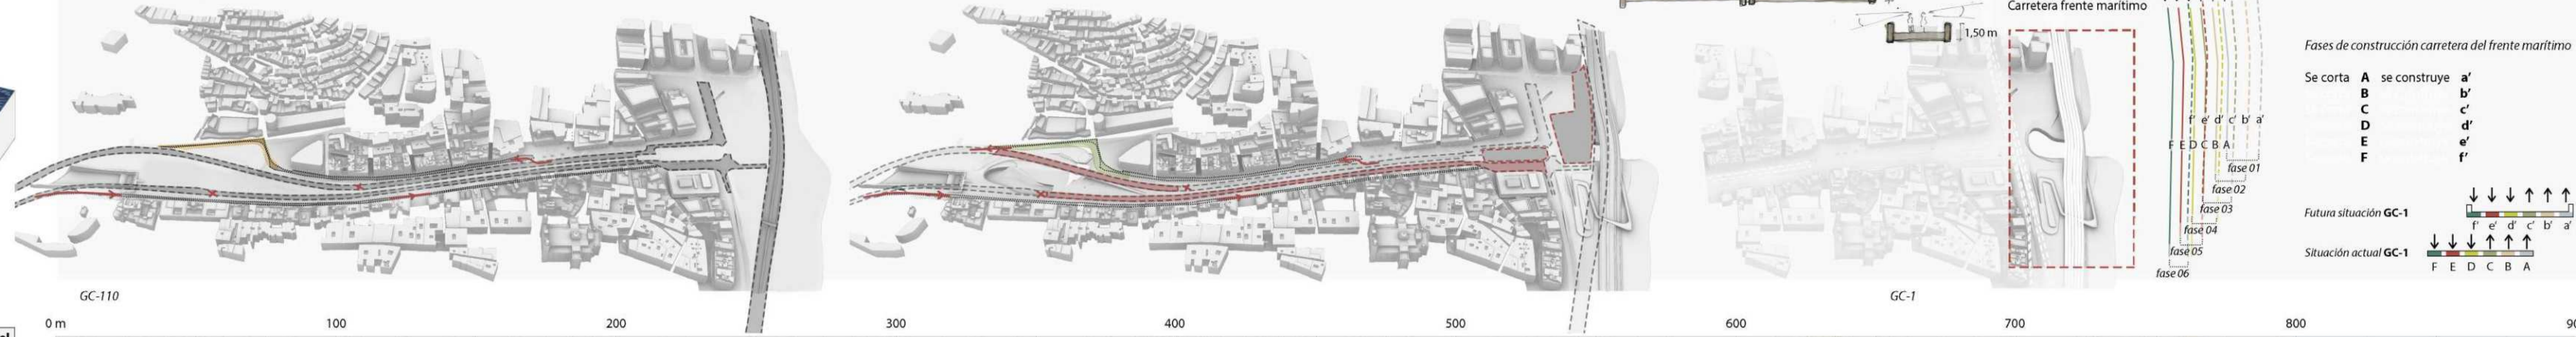 Carretera frente marítimo
1,50 m
Fases de construcción carretera del frente marítimo
Se corta A se construye a'
B b'
C c'
D d'
E e'
F f'
f' e' d' c' b' a'
F E D C B A
fase 01
fase 02
fase 03
fase 04
fase 05
fase 06
Futura situación GC-1
f' e' d' c' b' a'
Situación actual GC-1
F E D C B A
GC-110
GC-1
0 m 100 200 300 400 500 600 700 800